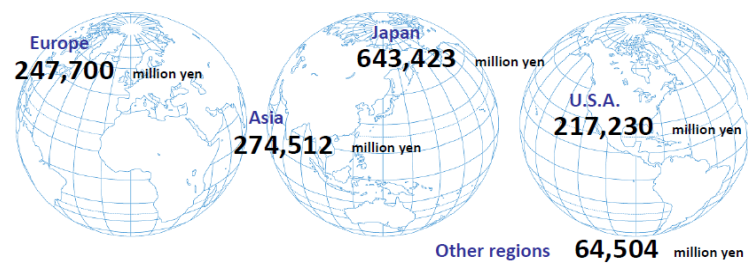 Europe
247,700 million yen
Japan
643,423 million yen
Asia
274,512 million yen
U.S.A.
217,230 million yen
Other regions 64,504 million yen